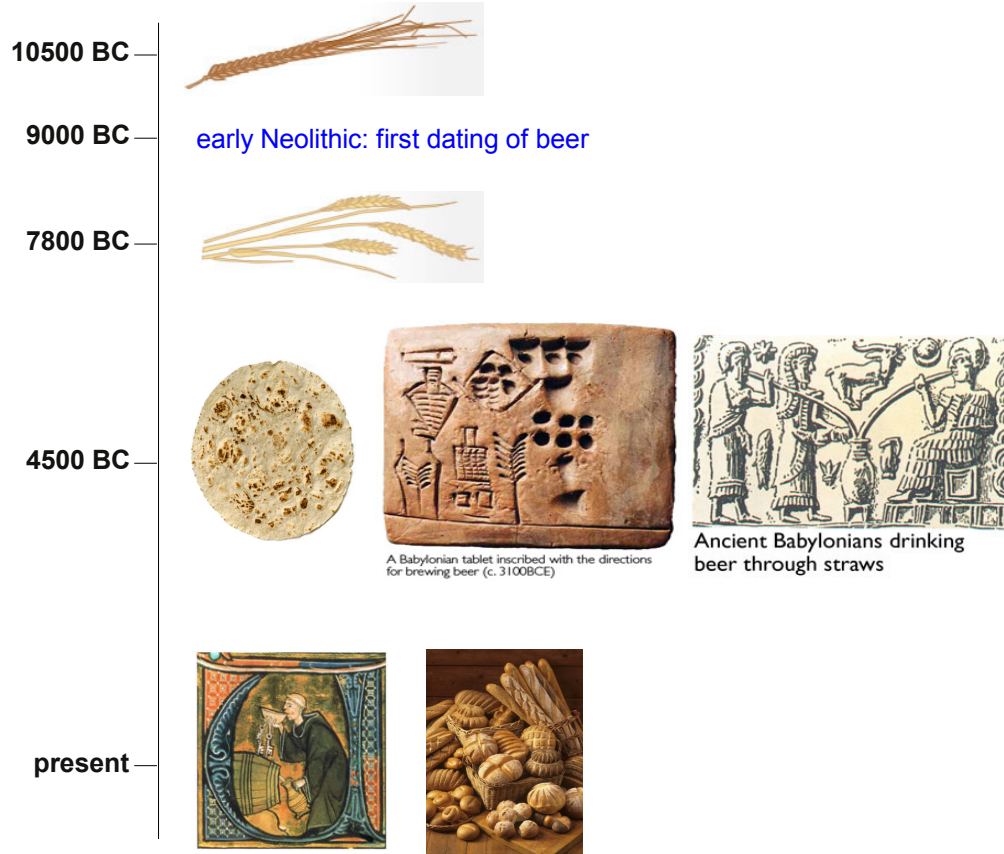 10500 BC
9000 BC
early Neolithic: first dating of beer
7800 BC
4500 BC
A Babylonian tablet inscribed with the directions
for brewing beer (c. 3100BCE)
Ancient Babylonians drinking
beer through straws
present